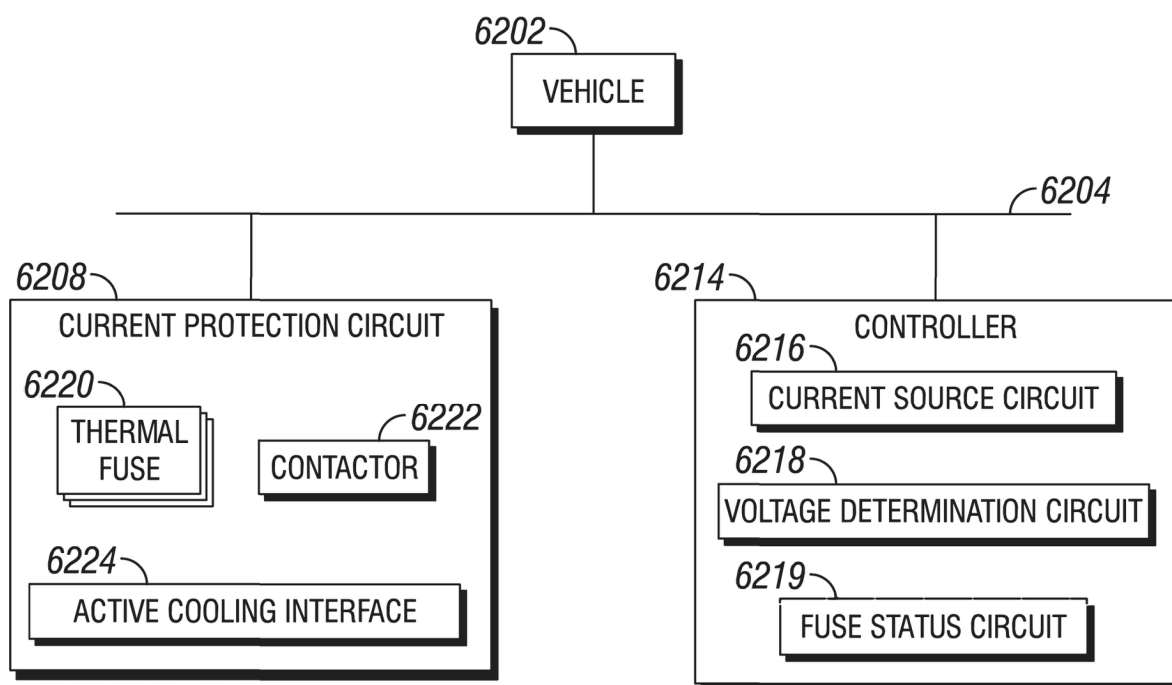 6202
VEHICLE
6204
6208
CURRENT PROTECTION CIRCUIT
6220
THERMAL
FUSE
6222
CONTACTOR
6224
ACTIVE COOLING INTERFACE
6214
CONTROLLER
6216
CURRENT SOURCE CIRCUIT
6218
VOLTAGE DETERMINATION CIRCUIT
6219
FUSE STATUS CIRCUIT